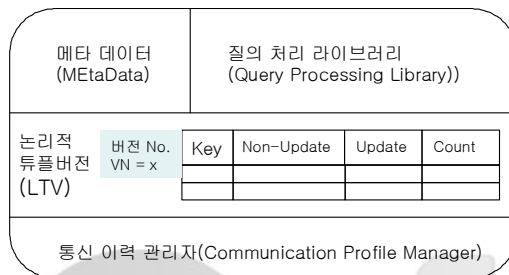 메타 데이터
(MEtaData)
질의 처리 라이브러리
(Query Processing Library))
논리적
튜플버전
(LTV)
버전 No.
VN = x
Key Non-Update Update Count
통신 이력 관리자(Communication Profile Manager)